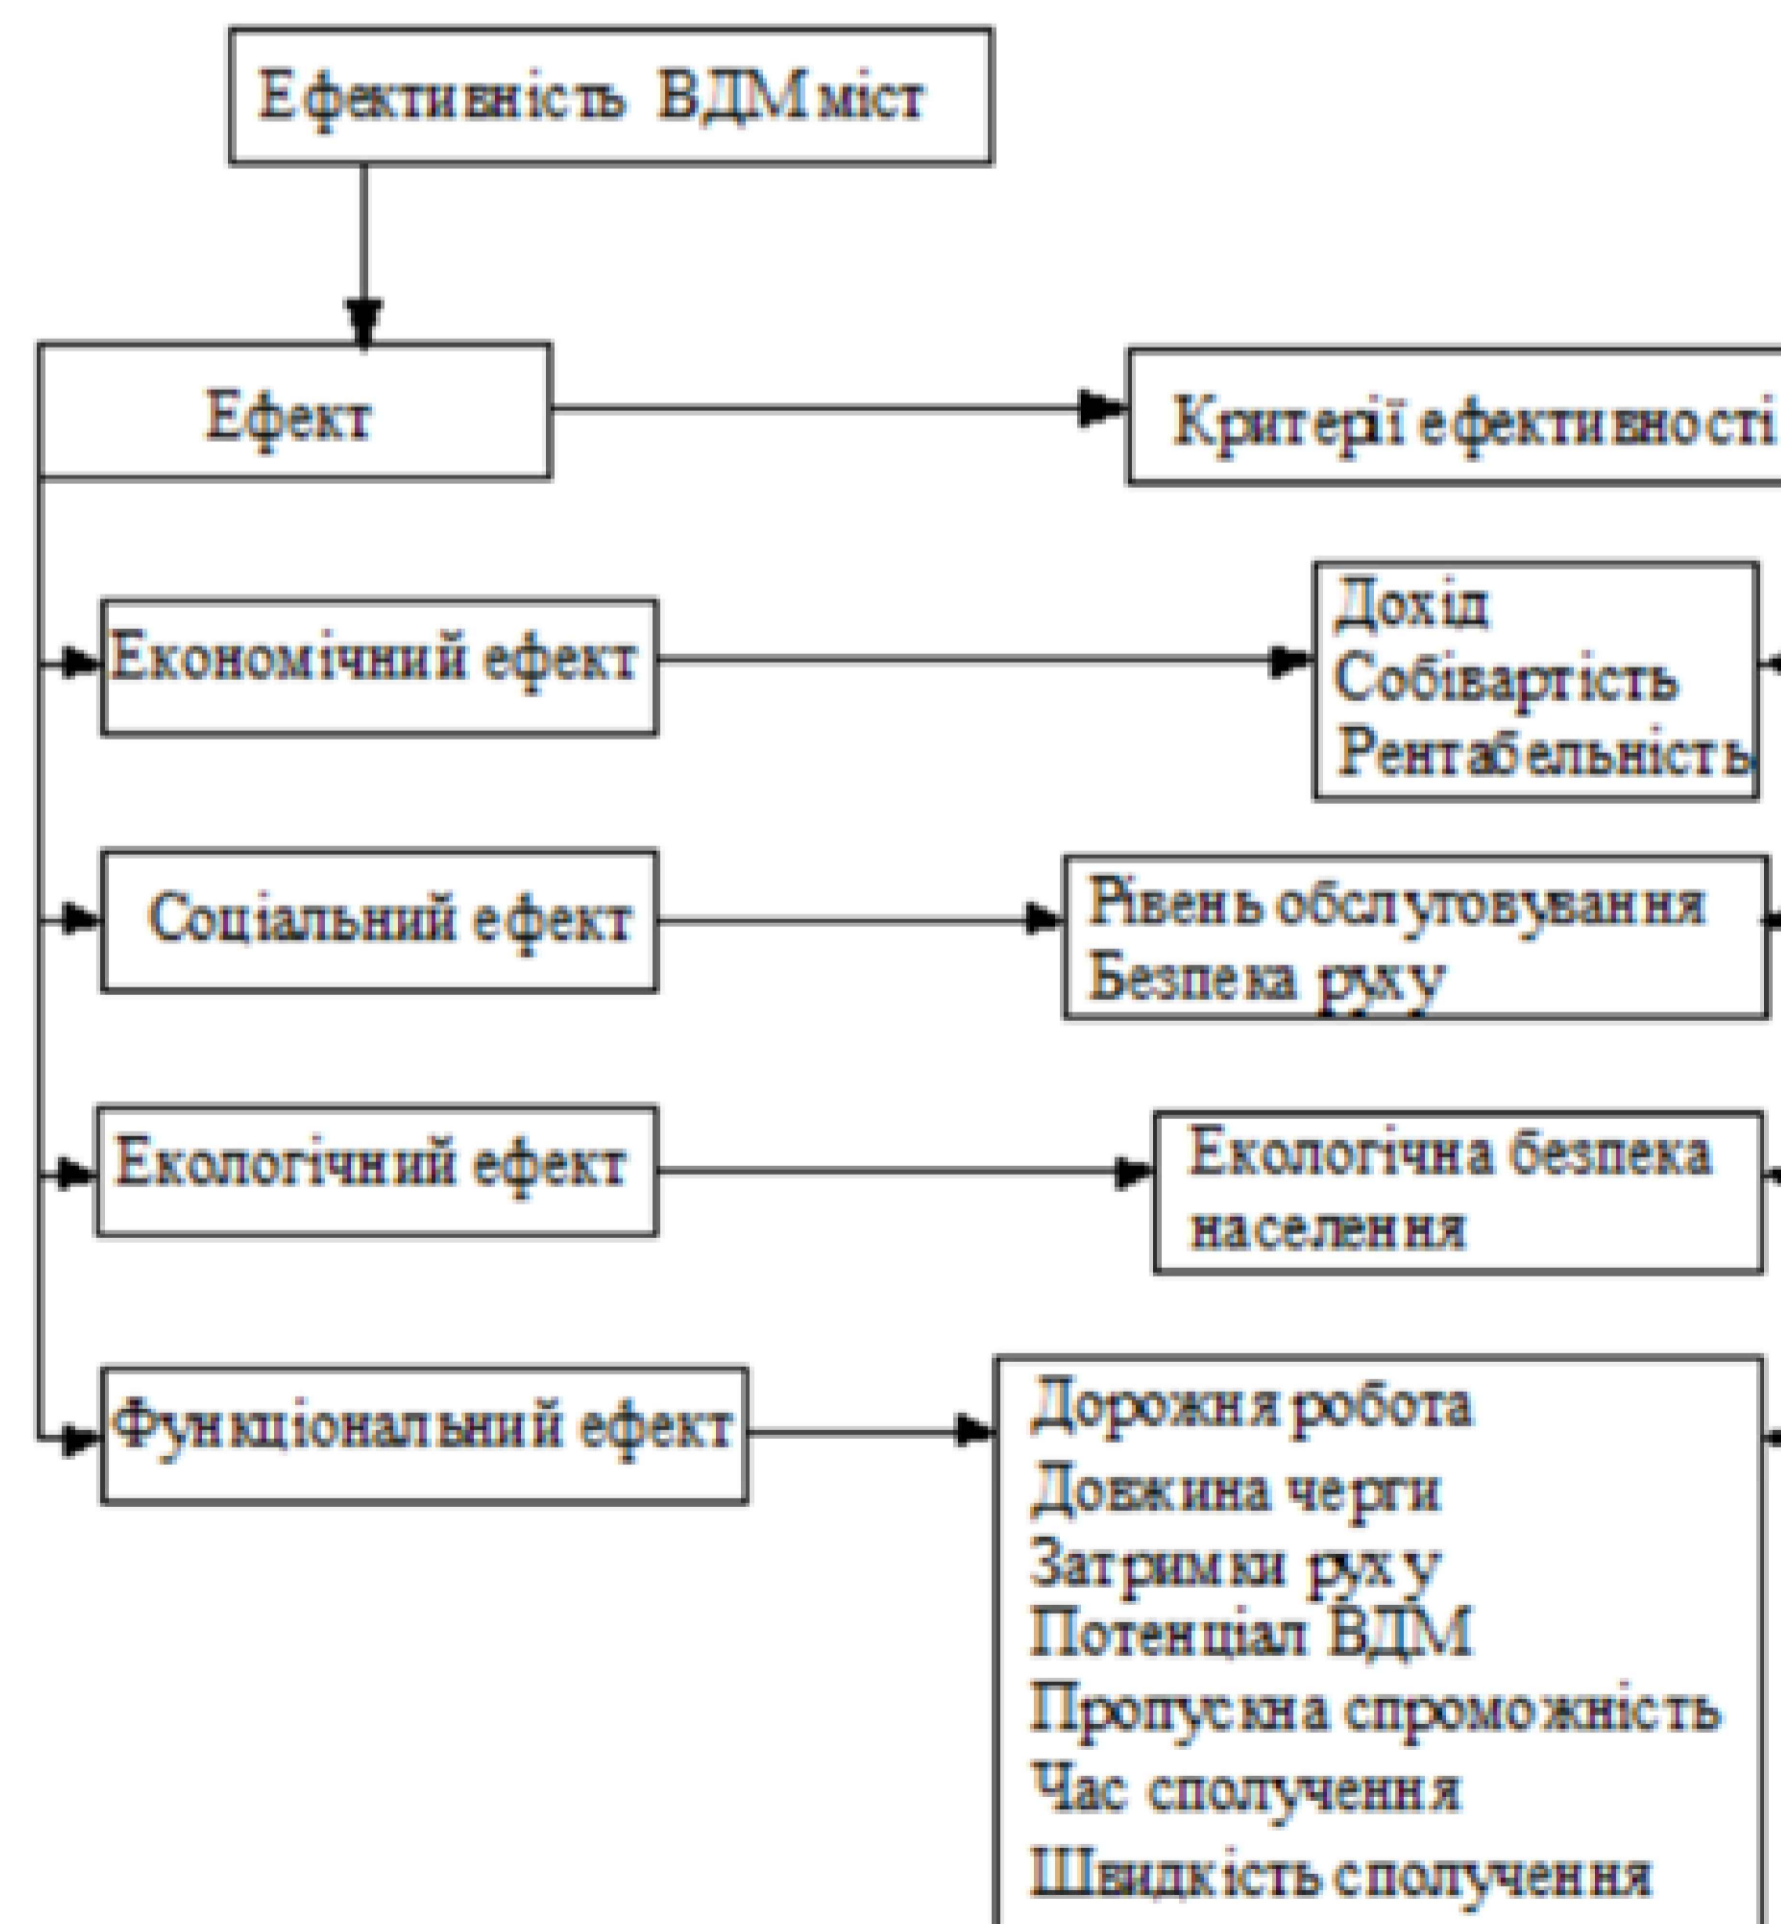 Ефективність ВДМ міст
Ефект
Критерії ефективності
Економічний ефект
Дохід
Собівартість
Рентабельність
Соціальний ефект
Рівень обслуговування
Безпека руху
Екологічний ефект
Екологічна безпека
населення
Функціональний ефект
Дорожня робота
Довжина черги
Затримки руху
Потенціал ВДМ
Пропускна спроможність
Час сполучення
Швидкість сполучення